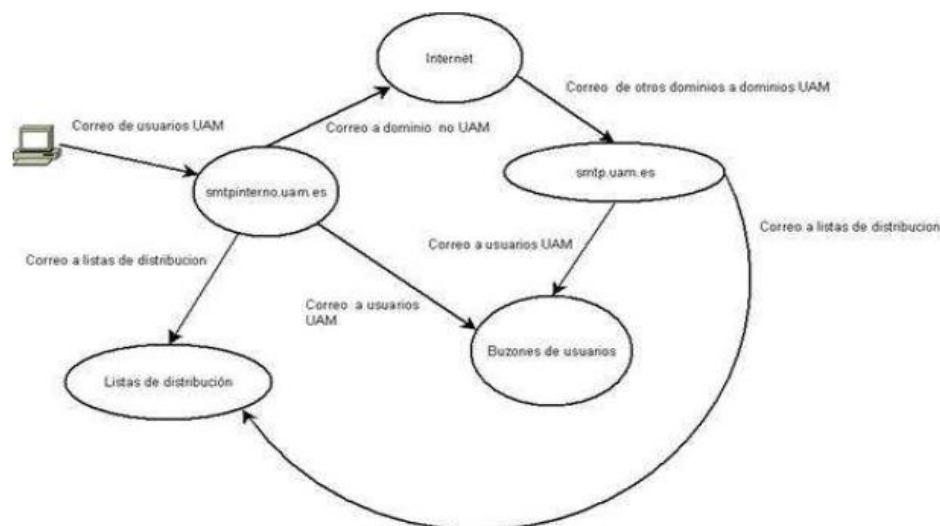 Internet
Correo de otros dominios a dominios UAM
Correo de usuarios UAM
Correo a dominio no UAM
smtp.uam.es
smtpinterno.uam.es
Correo a listas de distribucion
Correo a usuarios UAM
Correo a listas de distribucion
Correo a usuarios
UAM
Buzones de usuarios
Listas de distribución